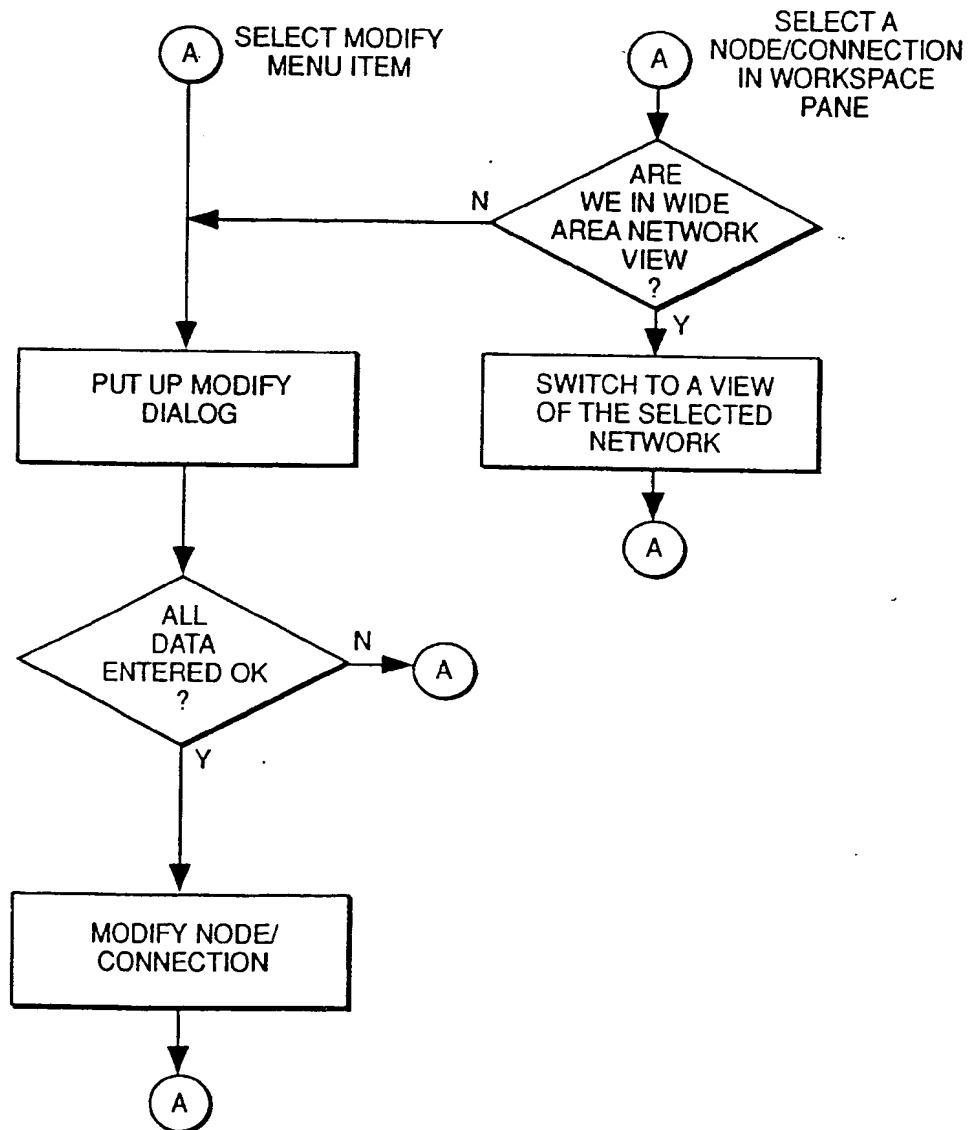 A
SELECT MODIFY
MENU ITEM
A
SELECT A
NODE/CONNECTION
IN WORKSPACE
PANE
ARE
WE IN WIDE
AREA NETWORK
VIEW
?
N
Y
PUT UP MODIFY
DIALOG
SWITCH TO A VIEW
OF THE SELECTED
NETWORK
A
ALL
DATA
ENTERED OK
?
N
A
Y
MODIFY NODE/
CONNECTION
A